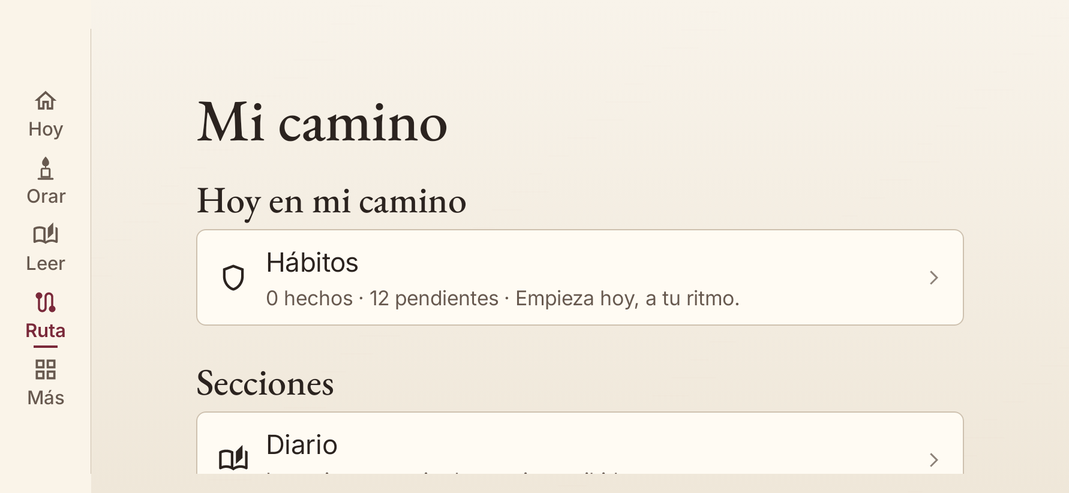 Hoy
Orar
Leer
Ruta
Más
Mi camino
Hoy en mi camino
Hábitos
0 hechos · 12 pendientes · Empieza hoy, a tu ritmo.
Secciones
Diario